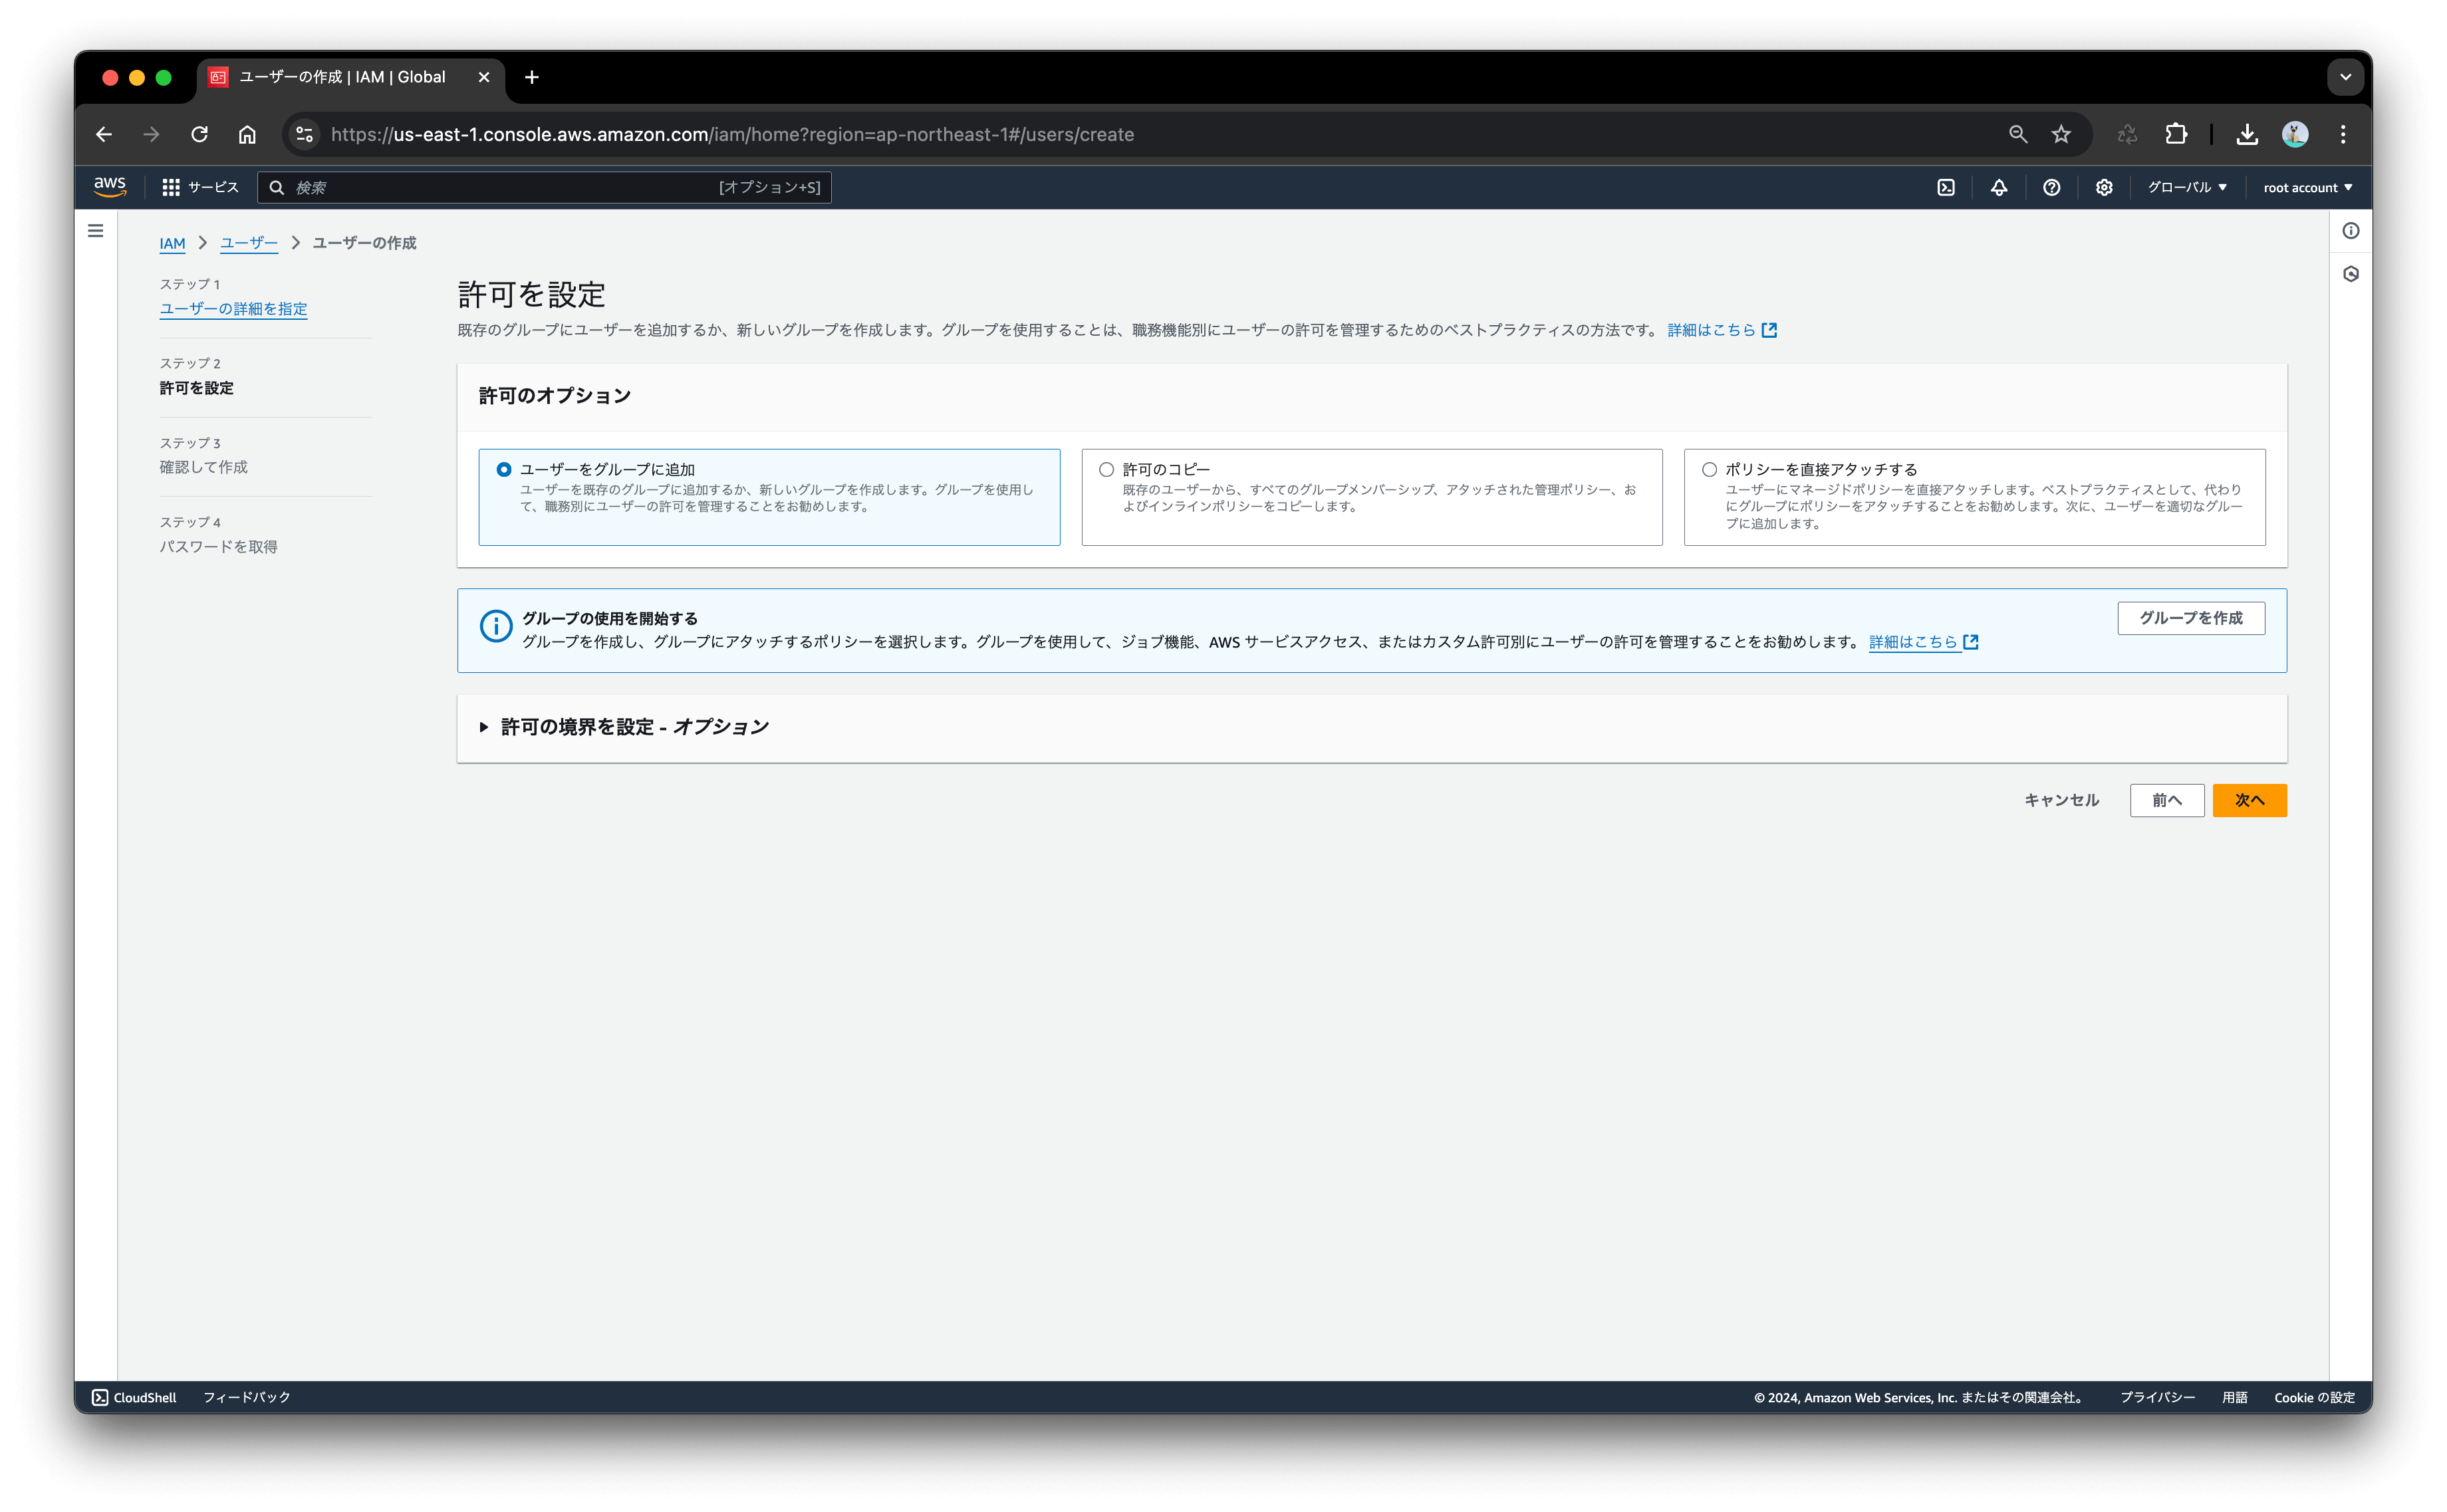 ユーザーの作成 | IAM | Global
https://us-east-1.console.aws.amazon.com/iam/home?region=ap-northeast-1#/users/create
aws
サービス
検索
[オプション+S]
グローバル
root account
IAM
ユーザー
ユーザーの作成
ステップ 1
ユーザーの詳細を指定
ステップ 2
許可を設定
ステップ 3
確認して作成
ステップ 4
パスワードを取得
許可を設定
既存のグループにユーザーを追加するか、新しいグループを作成します。グループを使用することは、職務機能別にユーザーの許可を管理するためのベストプラクティスの方法です。 詳細はこちら
許可のオプション
ユーザーをグループに追加
ユーザーを既存のグループに追加するか、新しいグループを作成します。グループを使用し
て、職務別にユーザーの許可を管理することをお勧めします。
許可のコピー
既存のユーザーから、すべてのグループメンバーシップ、アタッチされた管理ポリシー、お
よびインラインポリシーをコピーします。
ポリシーを直接アタッチする
ユーザーにマネージドポリシーを直接アタッチします。ベストプラクティスとして、代わり
にグループにポリシーをアタッチすることをお勧めします。次に、ユーザーを適切なグルー
プに追加します。
グループの使用を開始する
グループを作成し、グループにアタッチするポリシーを選択します。グループを使用して、ジョブ機能、AWS サービスアクセス、またはカスタム許可別にユーザーの許可を管理することをお勧めします。 詳細はこちら
グループを作成
許可の境界を設定 - オプション
キャンセル
前へ
次へ
CloudShell
フィードバック
© 2024, Amazon Web Services, Inc. またはその関連会社。
プライバシー
用語
Cookie の設定